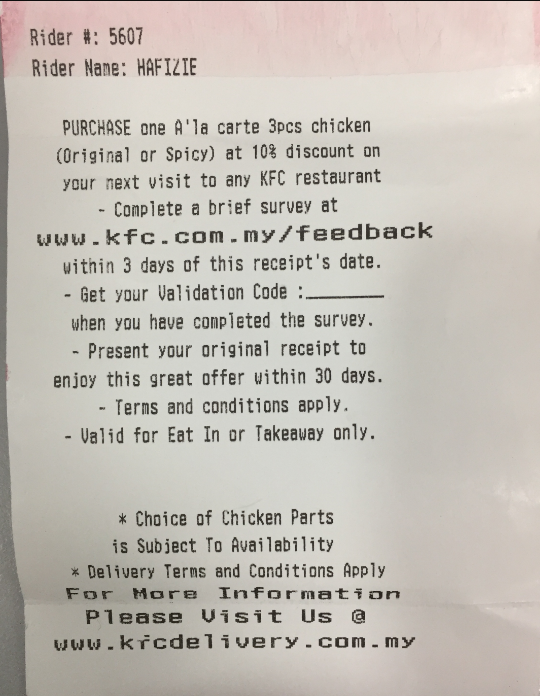 Rider #: 5607
Rider Name: HAFIZIE
PURCHASE one A'la carte 3pcs chicken
(Original or Spicy) at 10% discount on
your next visit to any KFC restaurant
- Complete a brief survey at
www.kfc.com.my/feedback
within 3 days of this receipt's date.
- Get your Validation Code :________
when you have completed the survey.
- Present your original receipt to
enjoy this great offer within 30 days.
- Terms and conditions apply.
- Valid for Eat In or Takeaway only.
* Choice of Chicken Parts
is Subject To Availability
* Delivery Terms and Conditions Apply
For More Information
Please Visit Us @
www.kfcdelivery.com.my